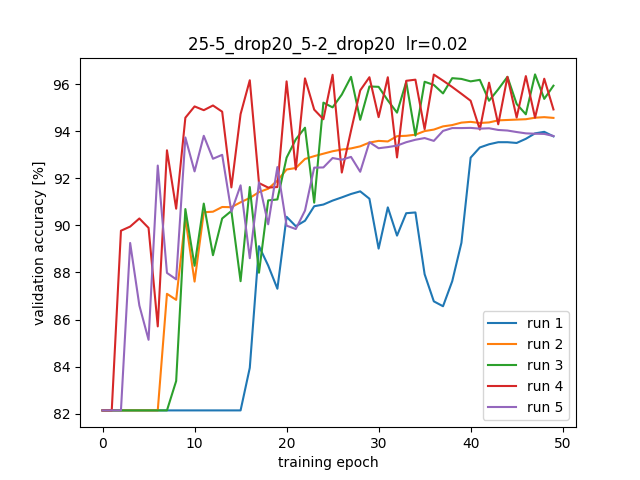 25-5_drop20_5-2_drop20 lr=0.02
validation accuracy [%]
96
94
92
90
88
86
84
82
0 10 20 30 40 50
training epoch
run 1
run 2
run 3
run 4
run 5